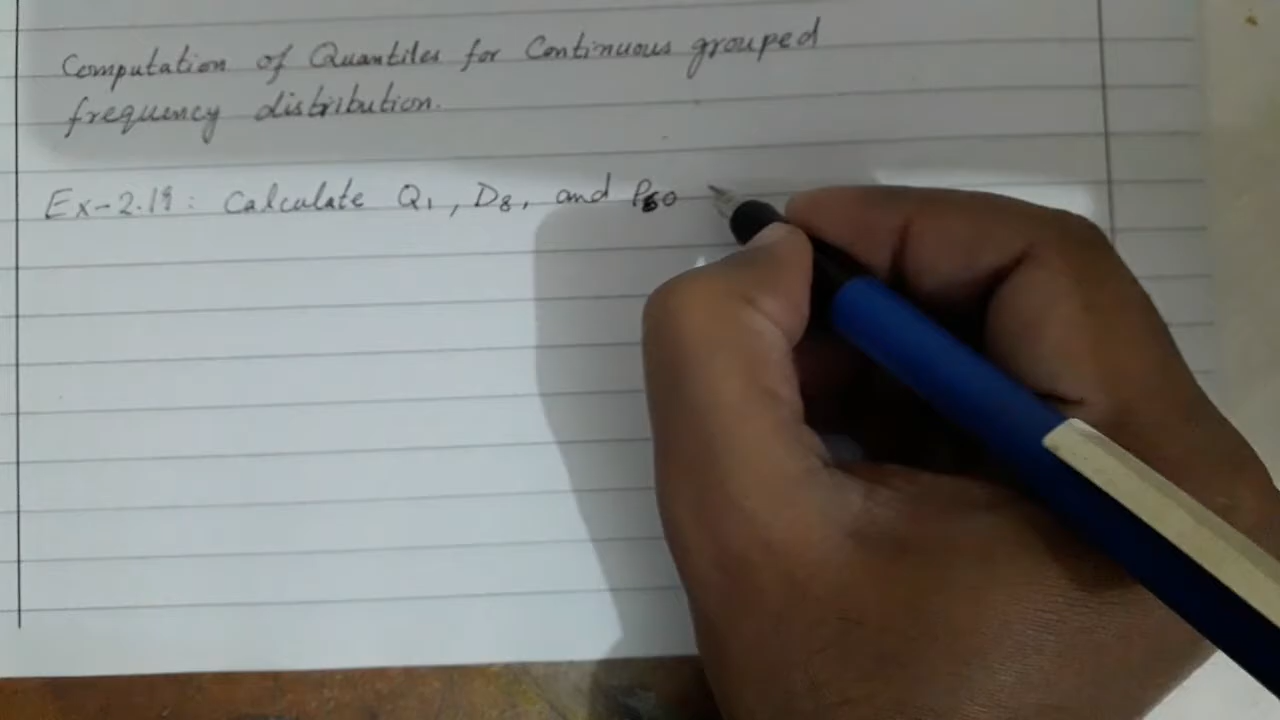 Computation of Quantiles for Continuous grouped
frequency distribution.
Ex-2.19: Calculate Q1, D8, and P60